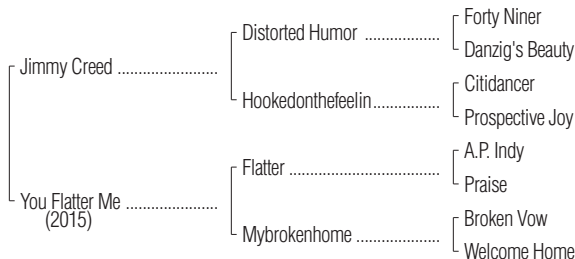 Forty Niner
Distorted Humor ..................
Danzig's Beauty
Jimmy Creed ........................
Citidancer
Hookedonthefeelin................
Prospective Joy
A.P. Indy
Flatter .....................................
Praise
You Flatter Me ......................
(2015)
Broken Vow
Mybrokenhome ....................
Welcome Home